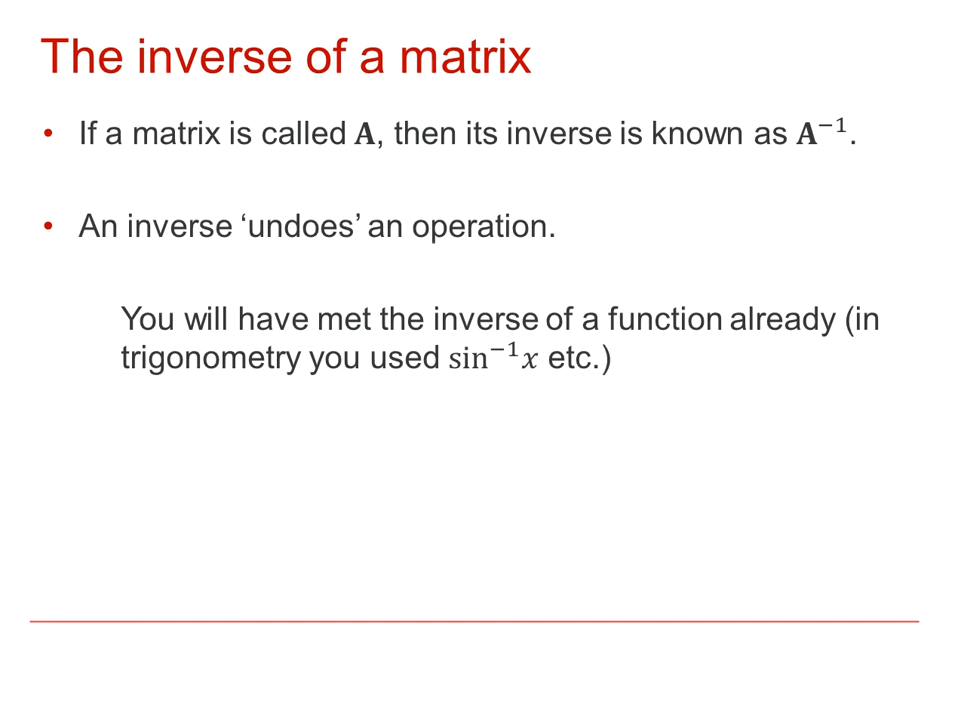 The inverse of a matrix
• If a matrix is called 𝐀, then its inverse is known as 𝐀⁻¹.
• An inverse ‘undoes’ an operation.
You will have met the inverse of a function already (in
trigonometry you used sin⁻¹𝑥 etc.)